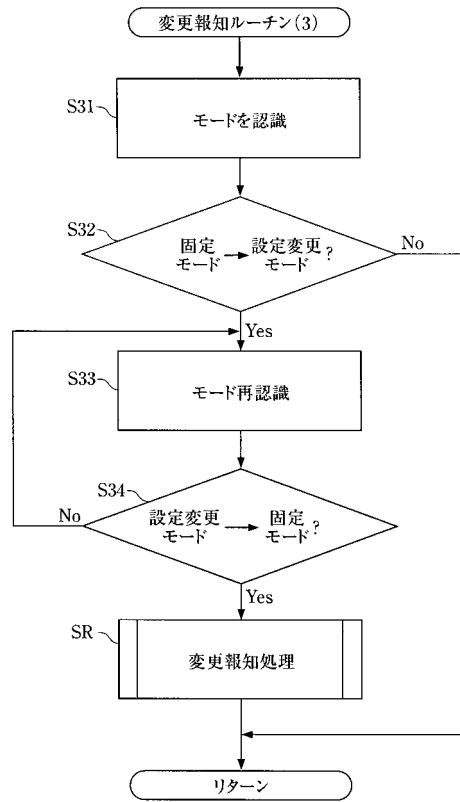 変更報知ルーチン(3)
S31
モードを認識
S32
固定
モード
設定変更
モード
?
No
Yes
S33
モード再認識
S34
No
設定変更
モード
固定
モード
?
Yes
SR
変更報知処理
リターン